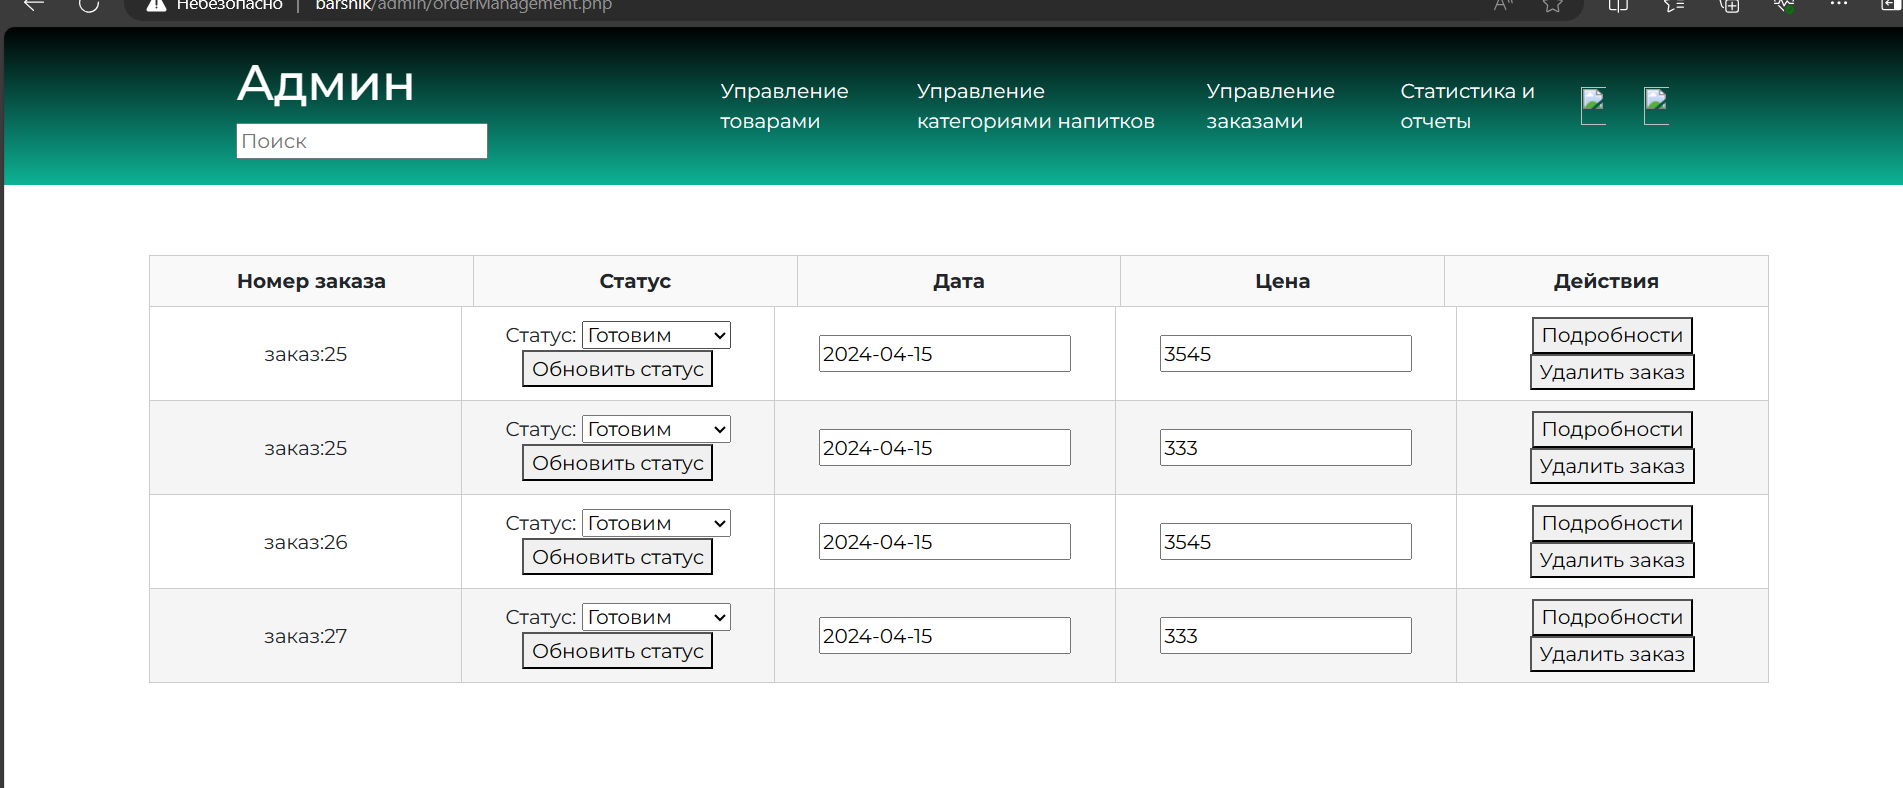 Небезопасно | barsnik/admin/orderManagement.php
Админ
Поиск
Управление товарами
Управление категориями напитков
Управление заказами
Статистика и отчеты
Номер заказа Статус Дата Цена Действия
заказ:25 Статус: Готовим 2024-04-15 3545 Подробности
Обновить статус Удалить заказ
заказ:25 Статус: Готовим 2024-04-15 333 Подробности
Обновить статус Удалить заказ
заказ:26 Статус: Готовим 2024-04-15 3545 Подробности
Обновить статус Удалить заказ
заказ:27 Статус: Готовим 2024-04-15 333 Подробности
Обновить статус Удалить заказ